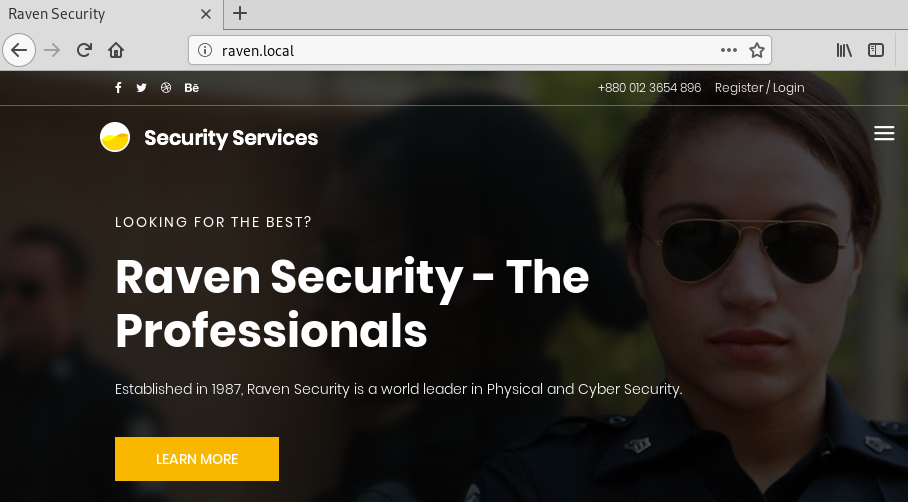 Raven Security
raven.local
+880 012 3654 896 Register / Login
Security Services
LOOKING FOR THE BEST?
Raven Security - The
Professionals
Established in 1987, Raven Security is a world leader in Physical and Cyber Security.
LEARN MORE